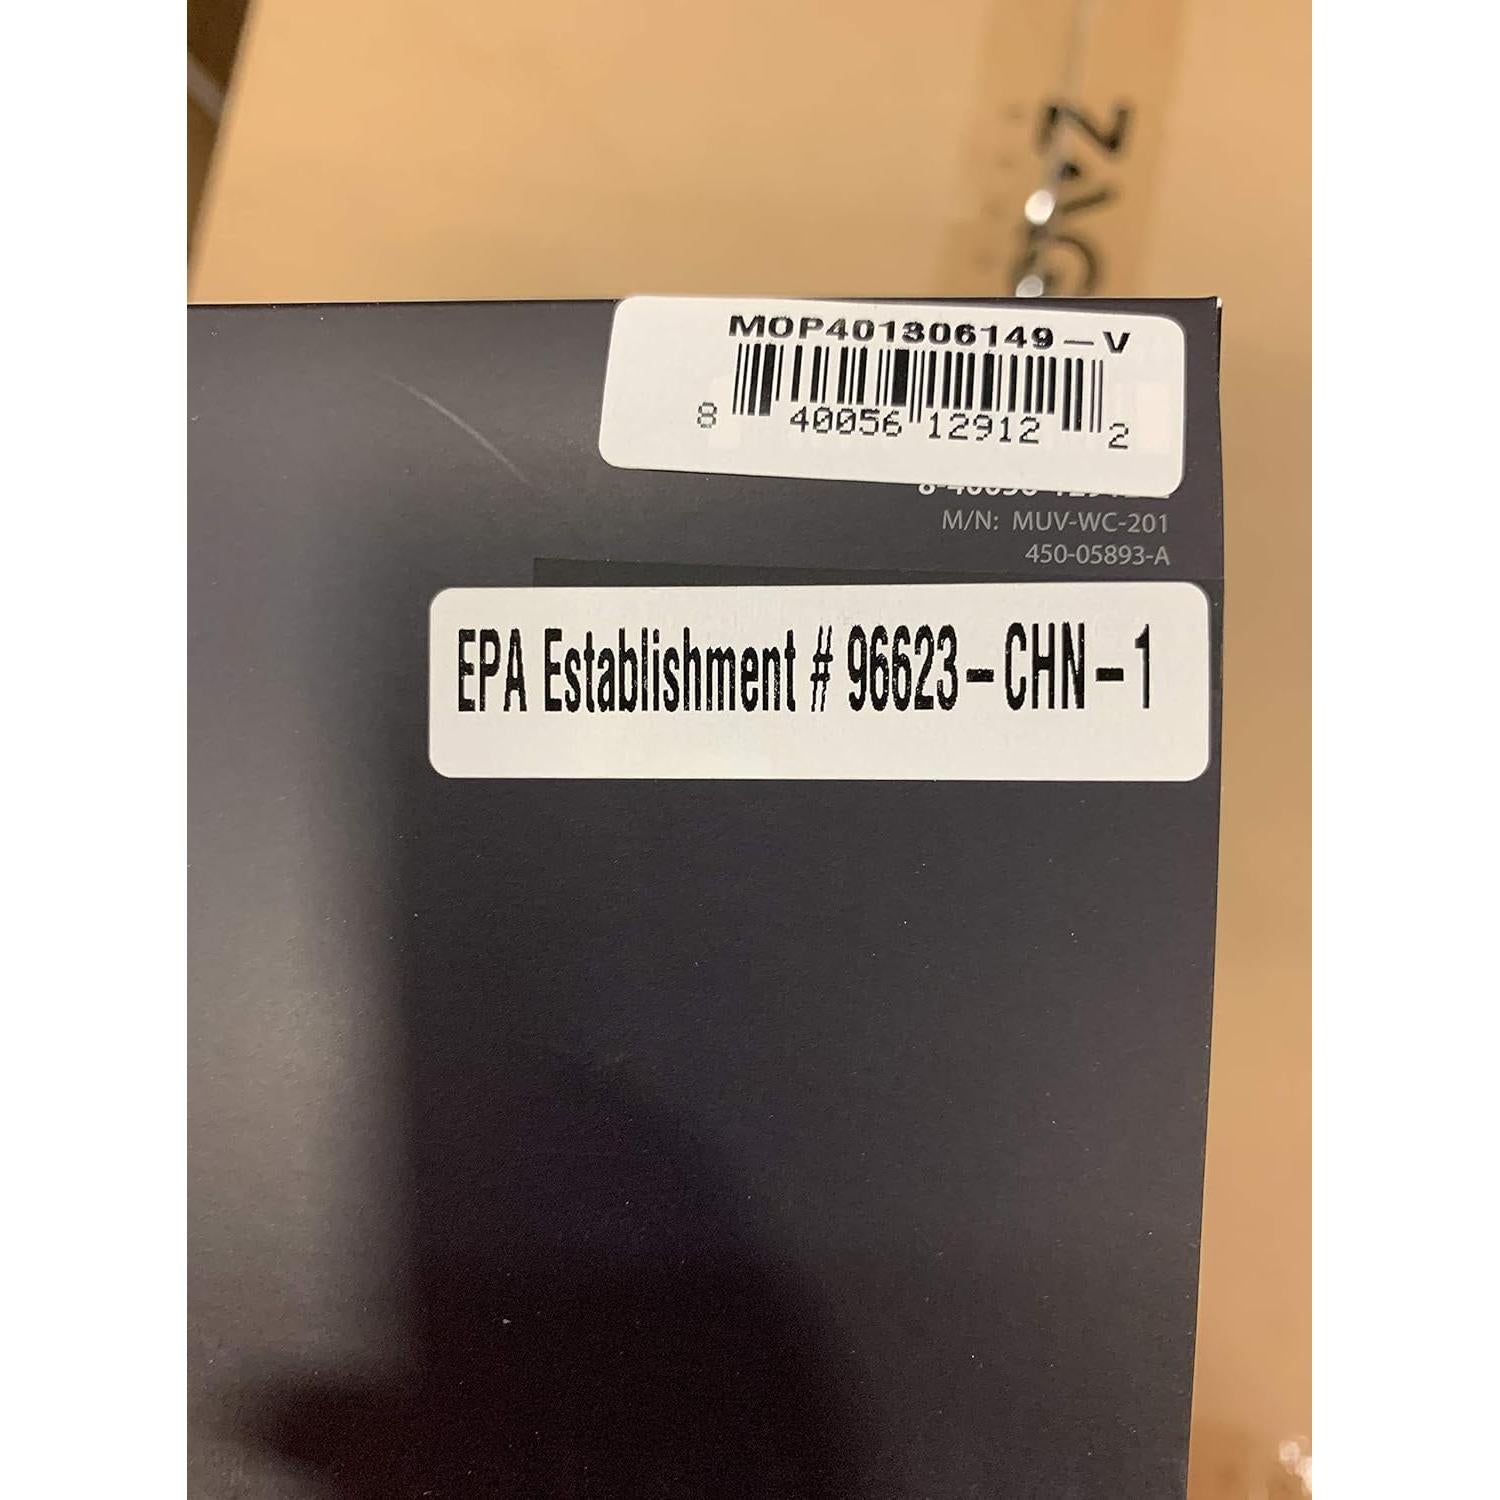 MOP401306149-V
8 40056 12912 2
M/N: MUV-WC-201
450-05893-A
EPA Establishment # 96623-CHN-1